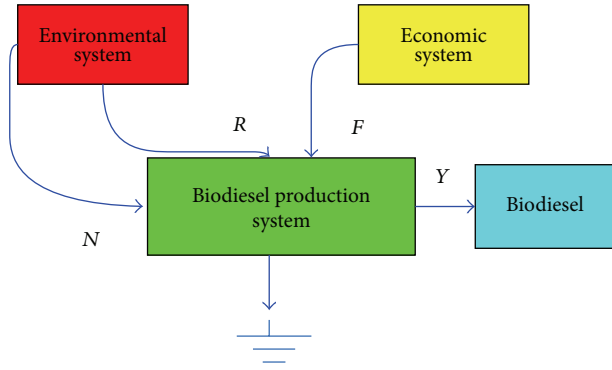 Environmental
system
Economic
system
R
F
Biodiesel production
system
Y
Biodiesel
N